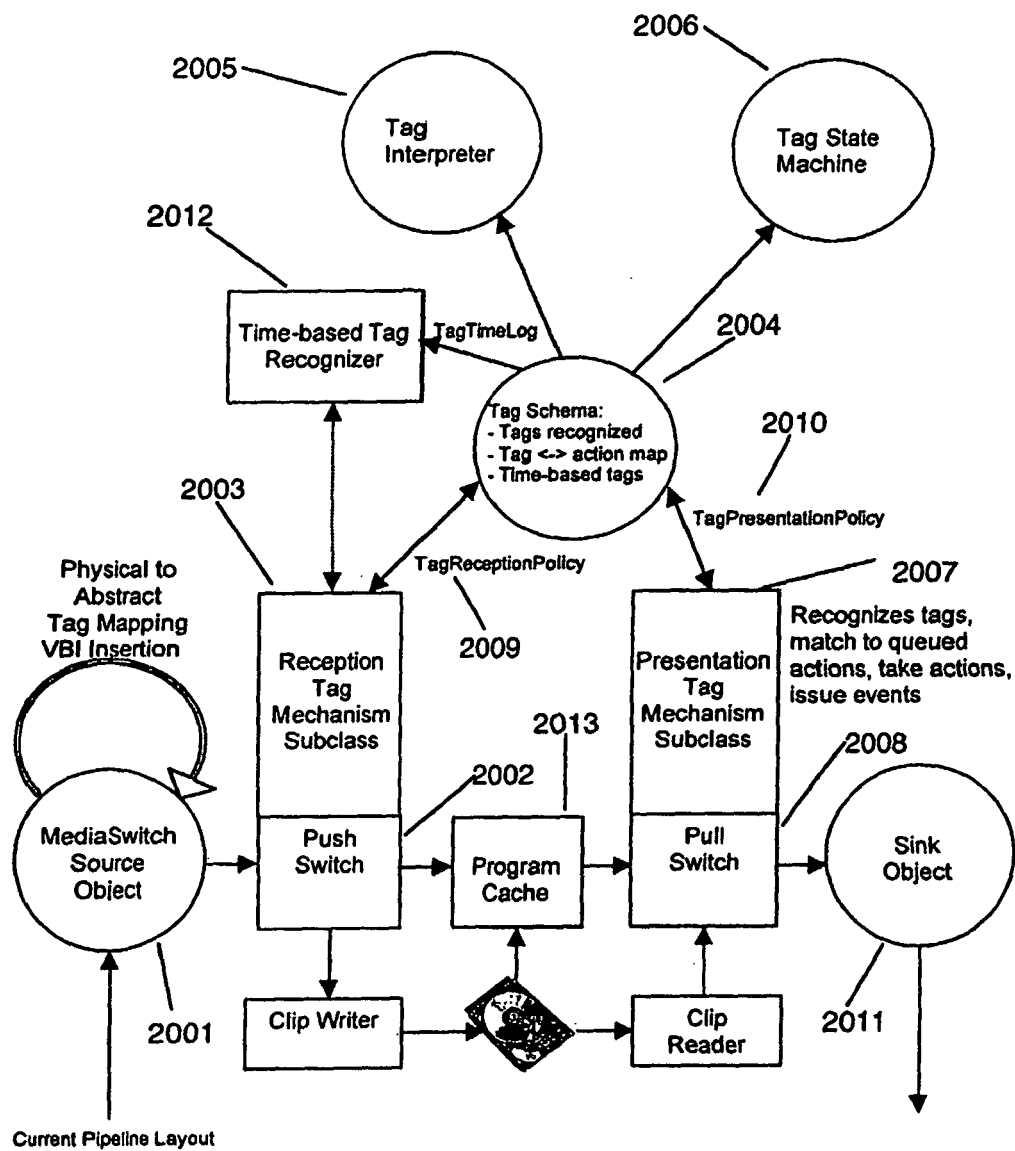 2006
2005
Tag
Interpreter
Tag State
Machine
2012
Time-based Tag
Recognizer
TagTimeLog
2004
Tag Schema:
- Tags recognized
- Tag <-> action map
- Time-based tags
2010
2003
TagPresentationPolicy
TagReceptionPolicy
Physical to
Abstract
Tag Mapping
VBI Insertion
2009
2007
Recognizes tags,
match to queued
actions, take actions,
issue events
Reception
Tag
Mechanism
Subclass
Presentation
Tag
Mechanism
Subclass
2013
2002
2008
MediaSwitch
Source
Object
Push
Switch
Program
Cache
Pull
Switch
Sink
Object
2001
Clip Writer
Clip
Reader
2011
Current Pipeline Layout